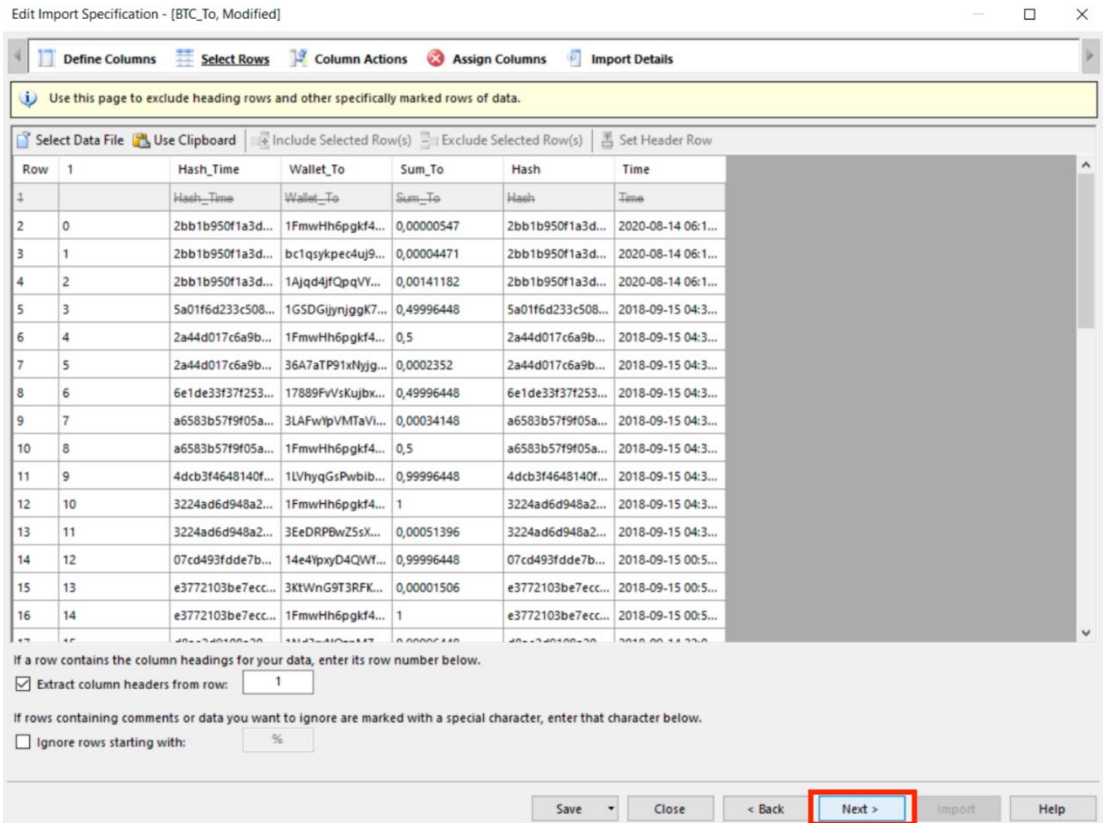 Edit Import Specification - [BTC_To, Modified]
Define Columns Select Rows Column Actions Assign Columns Import Details
Use this page to exclude heading rows and other specifically marked rows of data.
Select Data File Use Clipboard Include Selected Row(s) Exclude Selected Row(s) Set Header Row
Row 1 Hash_Time Wallet_To Sum_To Hash Time
1 Hash_Time Wallet_To Sum_To Hash Time
2 0 2bb1b950f1a3d... 1FmwHh6pgkf4... 0,00000547 2bb1b950f1a3d... 2020-08-14 06:1...
3 1 2bb1b950f1a3d... bc1qsykpec4uj9... 0,00004471 2bb1b950f1a3d... 2020-08-14 06:1...
4 2 2bb1b950f1a3d... 1Ajqd4jfQpqVY... 0,00141182 2bb1b950f1a3d... 2020-08-14 06:1...
5 3 5a01f6d233c508... 1GSDGijynjggK7... 0,49996448 5a01f6d233c508... 2018-09-15 04:3...
6 4 2a44d017c6a9b... 1FmwHh6pgkf4... 0,5 2a44d017c6a9b... 2018-09-15 04:3...
7 5 2a44d017c6a9b... 36A7aTP91xNyjg... 0,0002352 2a44d017c6a9b... 2018-09-15 04:3...
8 6 6e1de33f37f253... 17889FvVsKujbx... 0,49996448 6e1de33f37f253... 2018-09-15 04:3...
9 7 a6583b57f9f05a... 3LAFwYpVMTaVi... 0,00034148 a6583b57f9f05a... 2018-09-15 04:3...
10 8 a6583b57f9f05a... 1FmwHh6pgkf4... 0,5 a6583b57f9f05a... 2018-09-15 04:3...
11 9 4dcb3f4648140f... 1LVhyqGsPwbib... 0,99996448 4dcb3f4648140f... 2018-09-15 04:3...
12 10 3224ad6d948a2... 1FmwHh6pgkf4... 1 3224ad6d948a2... 2018-09-15 04:3...
13 11 3224ad6d948a2... 3EeDRPBwZ5sX... 0,00051396 3224ad6d948a2... 2018-09-15 04:3...
14 12 07cd493fdde7b... 14e4YpxyD4QWf... 0,99996448 07cd493fdde7b... 2018-09-15 00:5...
15 13 e3772103be7ecc... 3KtWnG9T3RFK... 0,00001506 e3772103be7ecc... 2018-09-15 00:5...
16 14 e3772103be7ecc... 1FmwHh6pgkf4... 1 e3772103be7ecc... 2018-09-15 00:5...
If a row contains the column headings for your data, enter its row number below.
Extract column headers from row: 1
If rows containing comments or data you want to ignore are marked with a special character, enter that character below.
Ignore rows starting with: %
Save Close < Back Next > Import Help